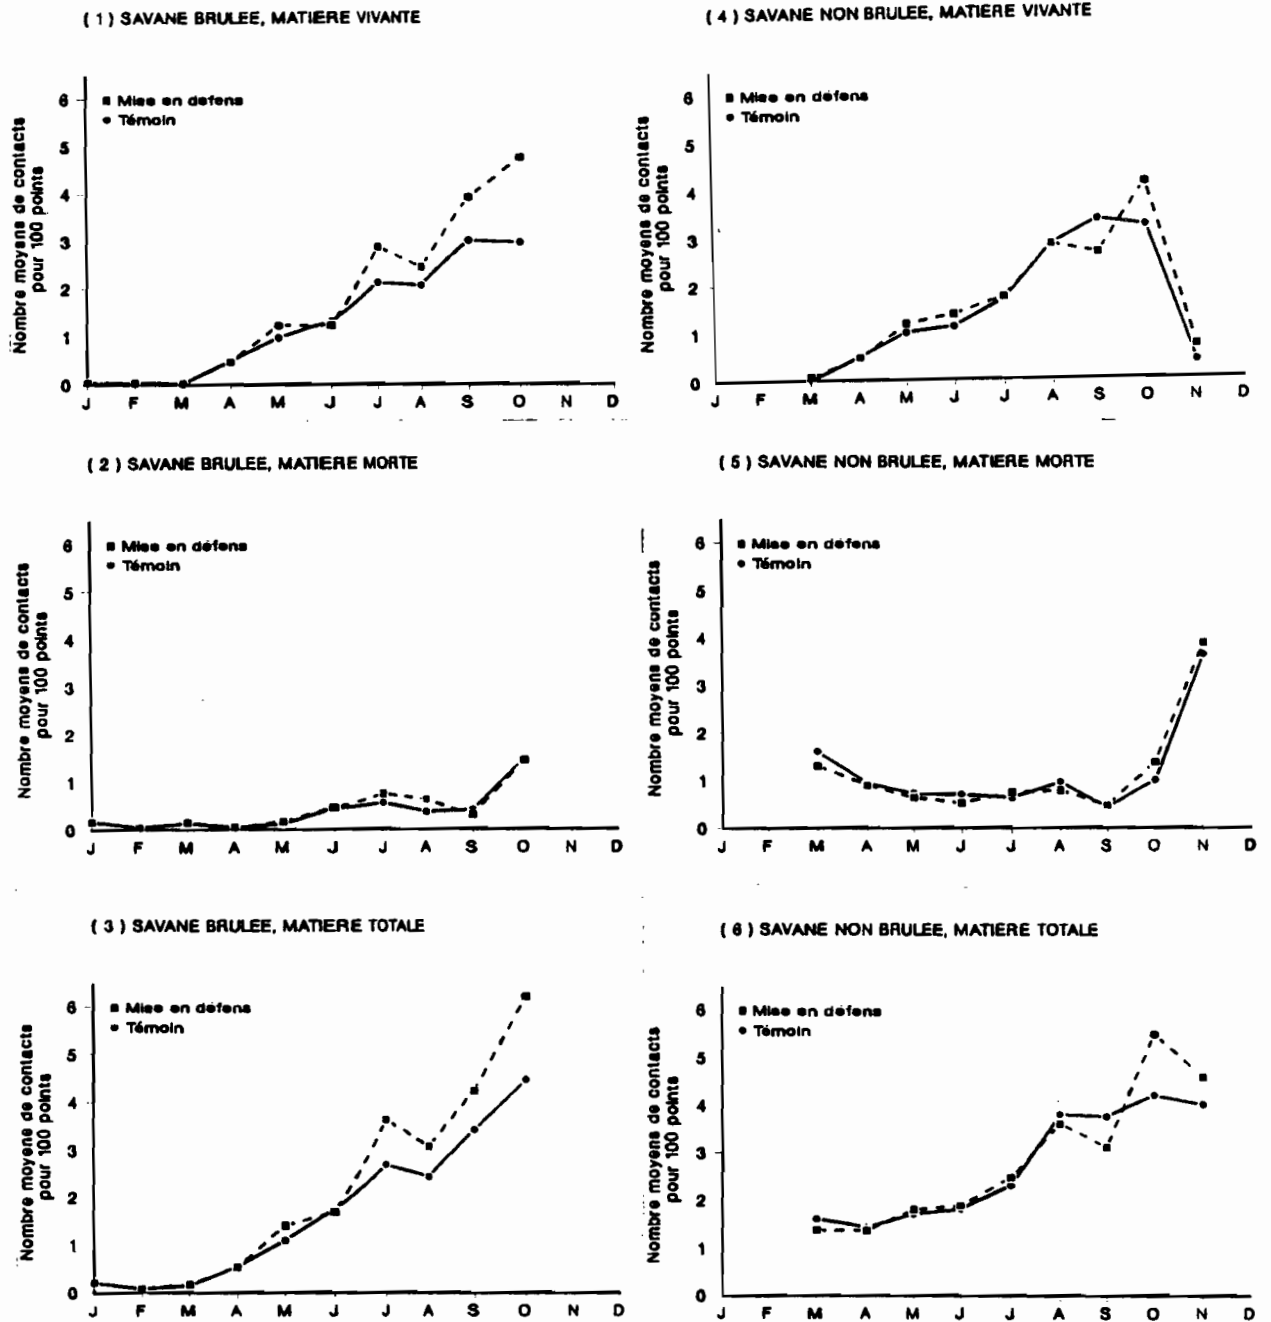 ( 1 ) SAVANE BRULEE, MATIERE VIVANTE
Nombre moyens de contacts
pour 100 points
6
5
4
3
2
1
0
■ Mise en défens
● Témoin
J F M A M J J A S O N D
( 4 ) SAVANE NON BRULEE, MATIERE VIVANTE
Nombre moyens de contacts
pour 100 points
6
5
4
3
2
1
0
■ Mise en défens
● Témoin
J F M A M J J A S O N D
( 2 ) SAVANE BRULEE, MATIERE MORTE
Nombre moyens de contacts
pour 100 points
6
5
4
3
2
1
0
■ Mise en défens
● Témoin
J F M A M J J A S O N D
( 5 ) SAVANE NON BRULEE, MATIERE MORTE
Nombre moyens de contacts
pour 100 points
6
5
4
3
2
1
0
■ Mise en défens
● Témoin
J F M A M J J A S O N D
( 3 ) SAVANE BRULEE, MATIERE TOTALE
Nombre moyens de contacts
pour 100 points
6
5
4
3
2
1
0
■ Mise en défens
● Témoin
J F M A M J J A S O N D
( 6 ) SAVANE NON BRULEE, MATIERE TOTALE
Nombre moyens de contacts
pour 100 points
6
5
4
3
2
1
0
■ Mise en défens
● Témoin
J F M A M J J A S O N D